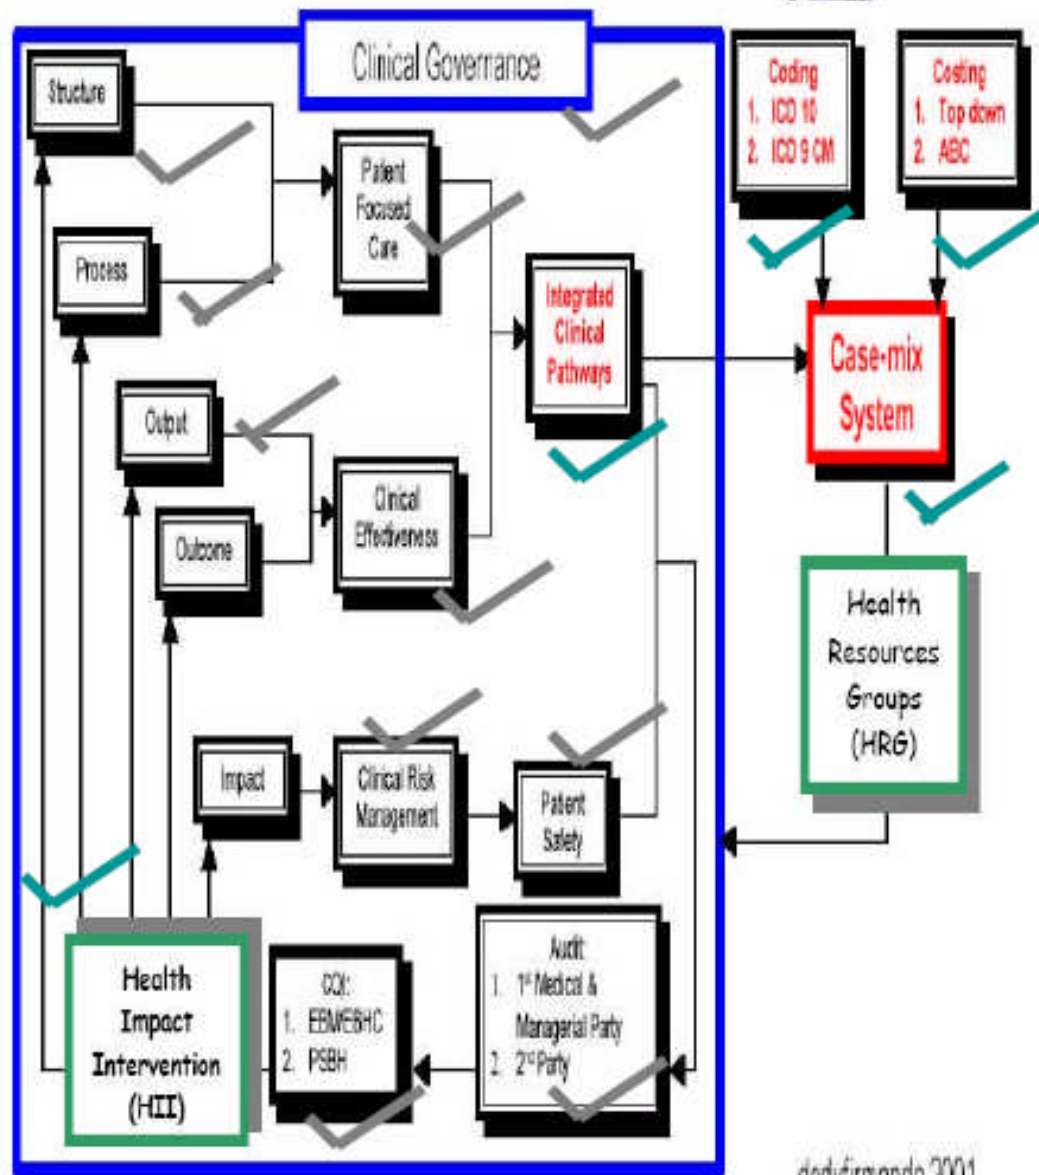 Clinical Governance
Structure
Process
Output
Outcome
Impact
Patient
Focused
Care
Clinical
Effectiveness
Clinical Risk
Management
Patient
Safety
Integrated
Clinical
Pathways
Coding
1. ICD 10
2. ICD 9 CM
Costing
1. Top down
2. ABC
Case-mix
System
Health
Resources
Groups
(HRG)
Health
Impact
Intervention
(HII)
CQI:
1. EBM/EBHC
2. PSBH
Audit:
1. 1st Medical &
Managerial Party
2. 2nd Party